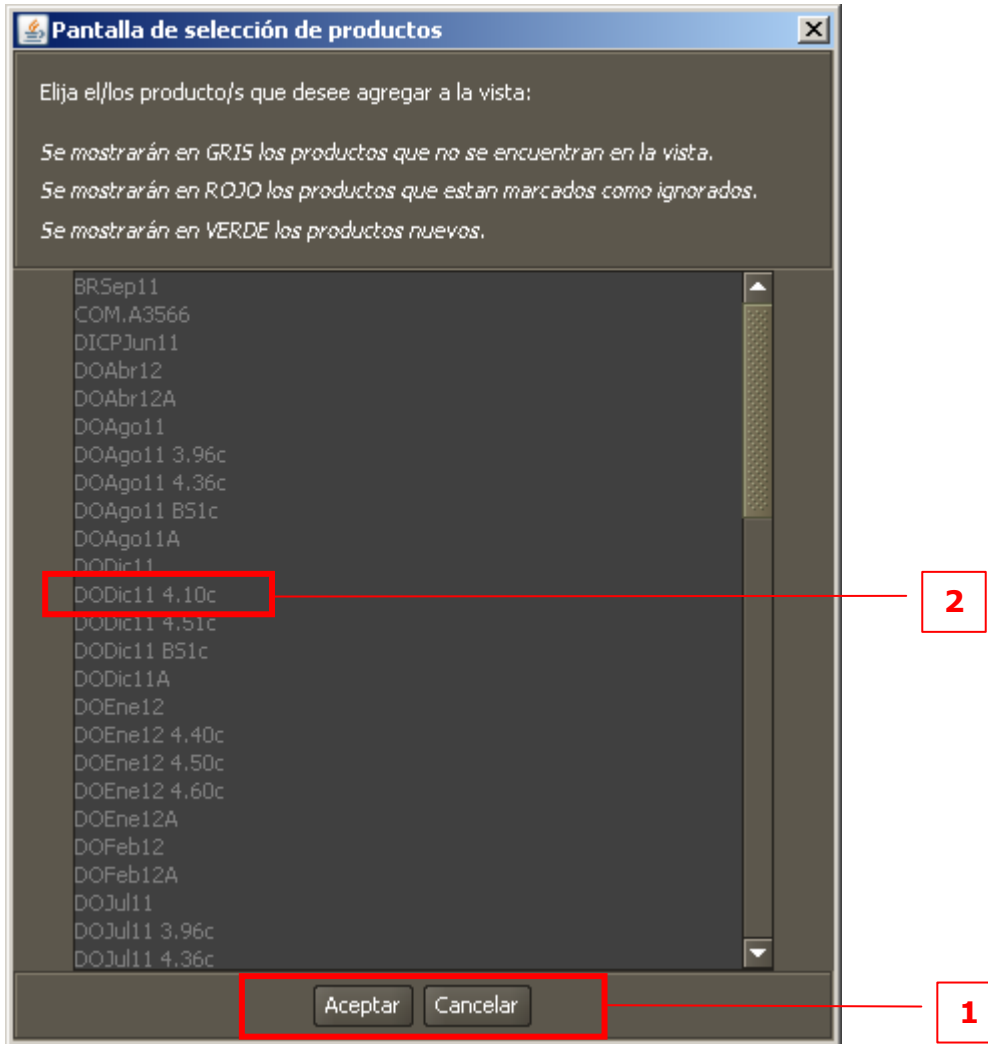 Pantalla de selección de productos
Elija el/los producto/s que desee agregar a la vista:
Se mostrarán en GRIS los productos que no se encuentran en la vista.
Se mostrarán en ROJO los productos que estan marcados como ignorados.
Se mostrarán en VERDE los productos nuevos.
BRSep11
COM.A3566
DICPJun11
DOAbr12
DOAbr12A
DOAgo11
DOAgo11 3.96c
DOAgo11 4.36c
DOAgo11 BS1c
DOAgo11A
DODic11
DODic11 4.10c
2
DODic11 4.51c
DODic11 BS1c
DODic11A
DOEne12
DOEne12 4.40c
DOEne12 4.50c
DOEne12 4.60c
DOEne12A
DOFeb12
DOFeb12A
DOJul11
DOJul11 3.96c
DOJul11 4.36c
Aceptar Cancelar
1